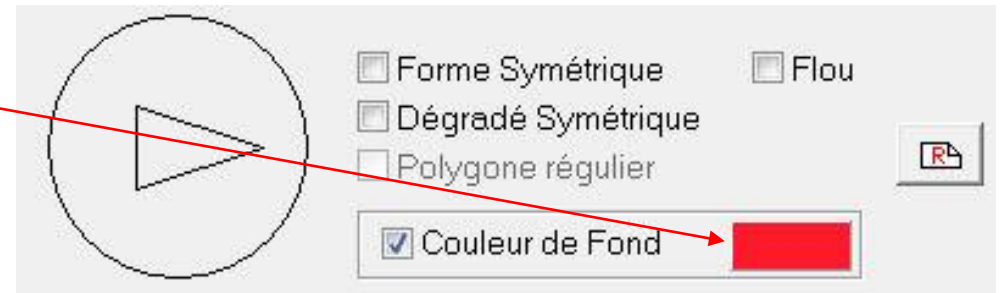 Forme Symétrique Flou
Dégradé Symétrique
Polygone régulier
R
Couleur de Fond